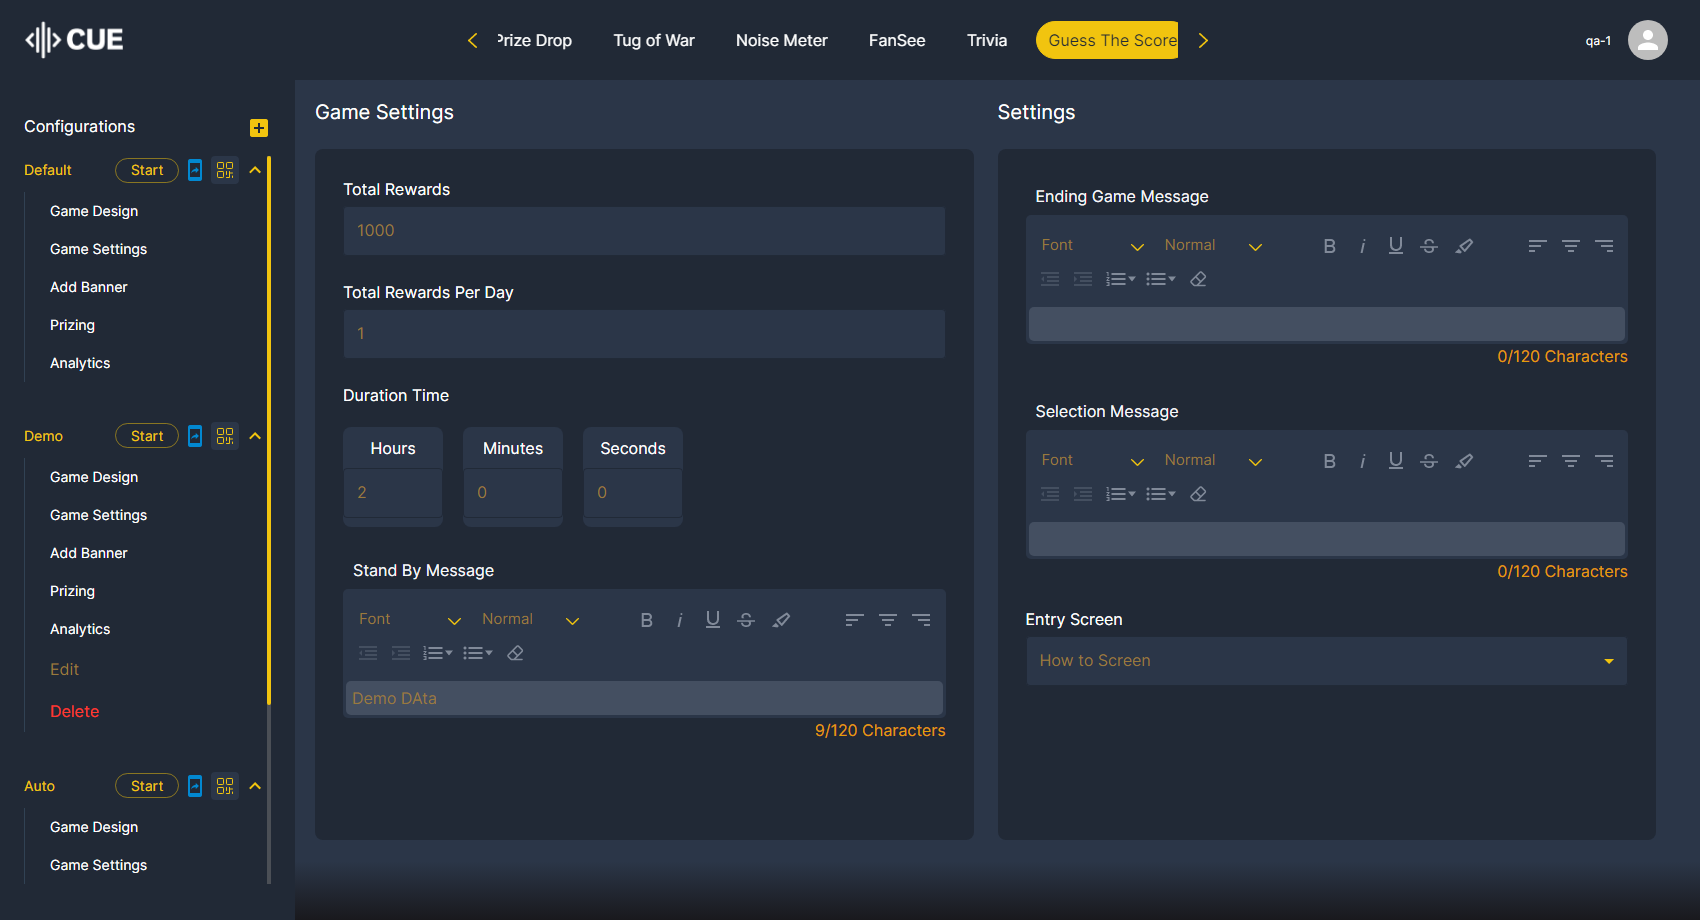 CUE
Prize Drop
Tug of War
Noise Meter
FanSee
Trivia
Guess The Score
qa-1
Configurations
Default
Start
Game Design
Game Settings
Add Banner
Prizing
Analytics
Demo
Start
Game Design
Game Settings
Add Banner
Prizing
Analytics
Edit
Delete
Auto
Start
Game Design
Game Settings
Game Settings
Total Rewards
1000
Total Rewards Per Day
1
Duration Time
Hours
Minutes
Seconds
2
0
0
Stand By Message
Font
Normal
B
i
U
S
Demo DAta
9/120 Characters
Settings
Ending Game Message
Font
Normal
B
i
U
S
0/120 Characters
Selection Message
Font
Normal
B
i
U
S
0/120 Characters
Entry Screen
How to Screen